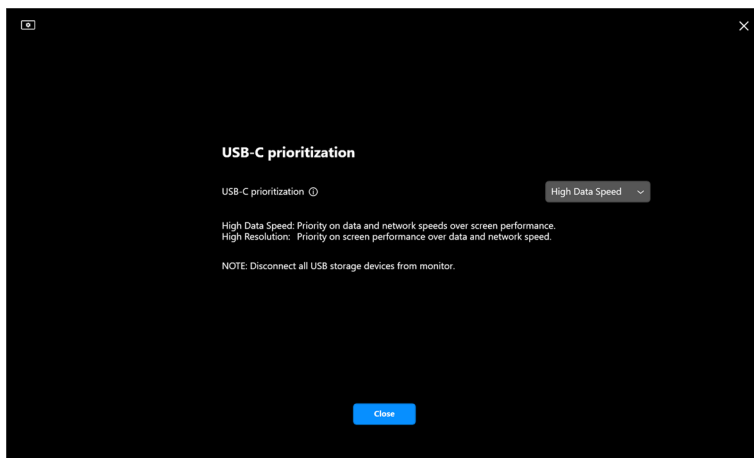 USB-C prioritization
USB-C prioritization
High Data Speed
High Data Speed: Priority on data and network speeds over screen performance.
High Resolution: Priority on screen performance over data and network speed.
NOTE: Disconnect all USB storage devices from monitor.
Close